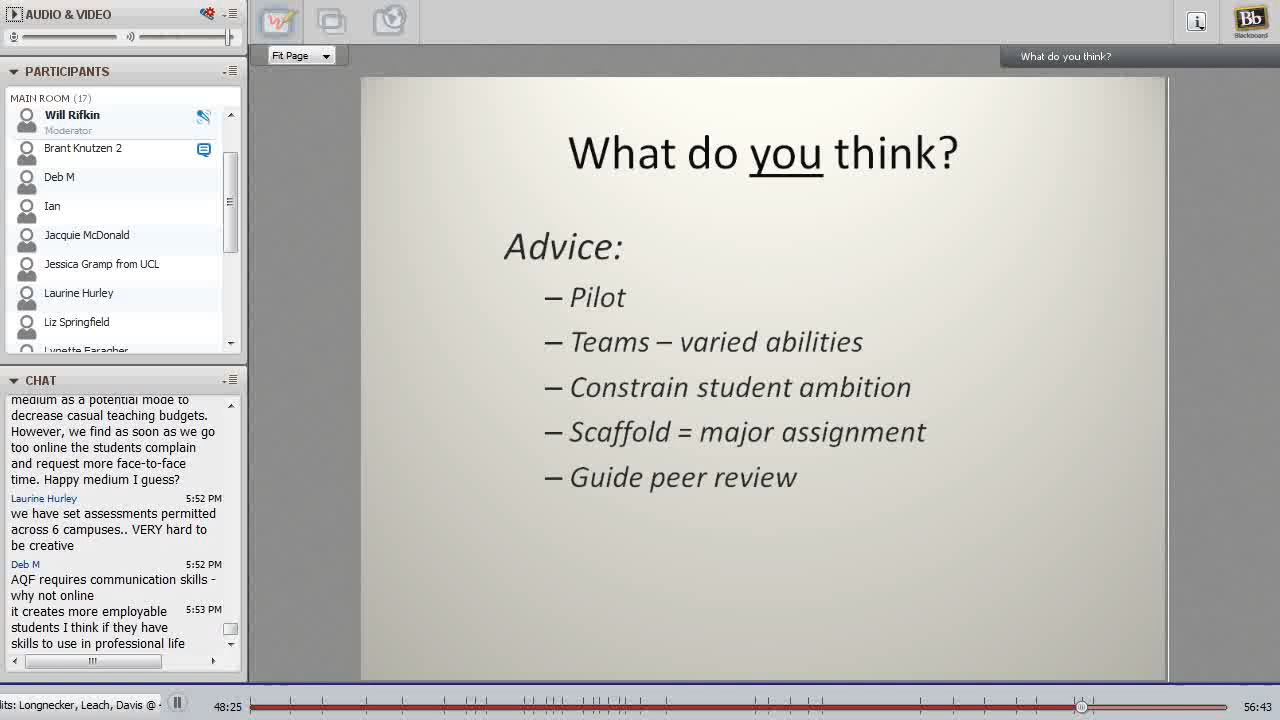 AUDIO & VIDEO
PARTICIPANTS
MAIN ROOM (17)
Will Rifkin
Moderator
Brant Knutzen 2
Deb M
Ian
Jacquie McDonald
Jessica Gramp from UCL
Laurine Hurley
Liz Springfield
Lynette Faragher
CHAT
medium as a potential mode to
decrease casual teaching budgets.
However, we find as soon as we go
too online the students complain
and request more face-to-face
time. Happy medium I guess?
Laurine Hurley 5:52 PM
we have set assessments permitted
across 6 campuses.. VERY hard to
be creative
Deb M 5:52 PM
AQF requires communication skills -
why not online
it creates more employable 5:53 PM
students I think if they have
skills to use in professional life
Fit Page
What do you think?
Bb
Blackboard
What do you think?
Advice:
– Pilot
– Teams – varied abilities
– Constrain student ambition
– Scaffold = major assignment
– Guide peer review
lits: Longnecker, Leach, Davis @
48:25
56:43